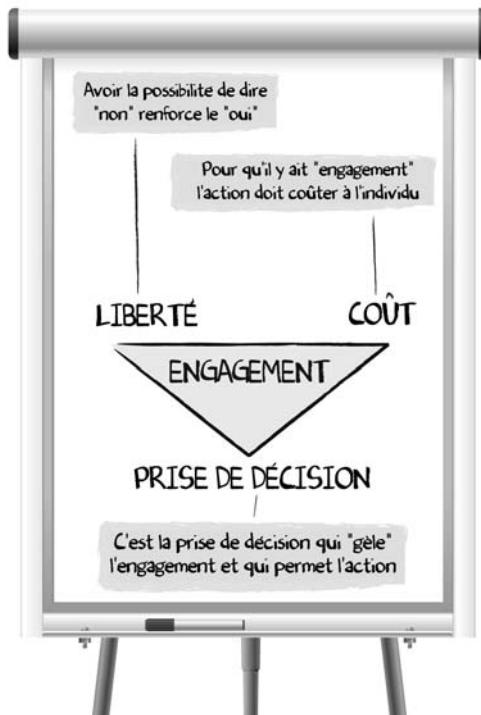 Avoir la possibilite de dire
"non" renforce le "oui"
Pour qu'il y ait "engagement"
l'action doit coûter à l'individu
LIBERTÉ
COÛT
ENGAGEMENT
PRISE DE DÉCISION
C'est la prise de décision qui "gèle"
l'engagement et qui permet l'action